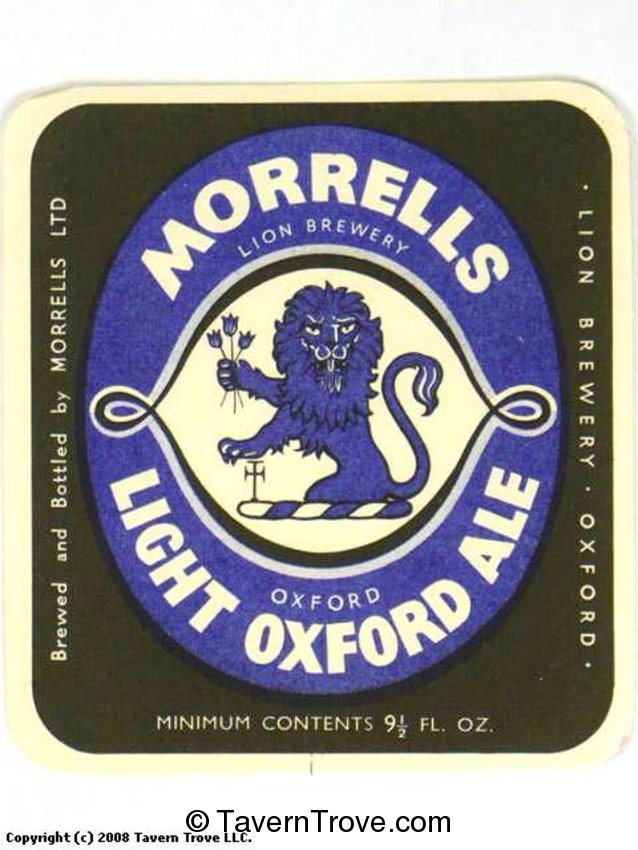 MORRELLS
LION BREWERY
OXFORD
LIGHT OXFORD ALE
Brewed and Bottled by MORRELLS LTD
· LION BREWERY · OXFORD ·
MINIMUM CONTENTS 9½ FL. OZ.
© TavernTrove.com
Copyright (c) 2008 Tavern Trove LLC.